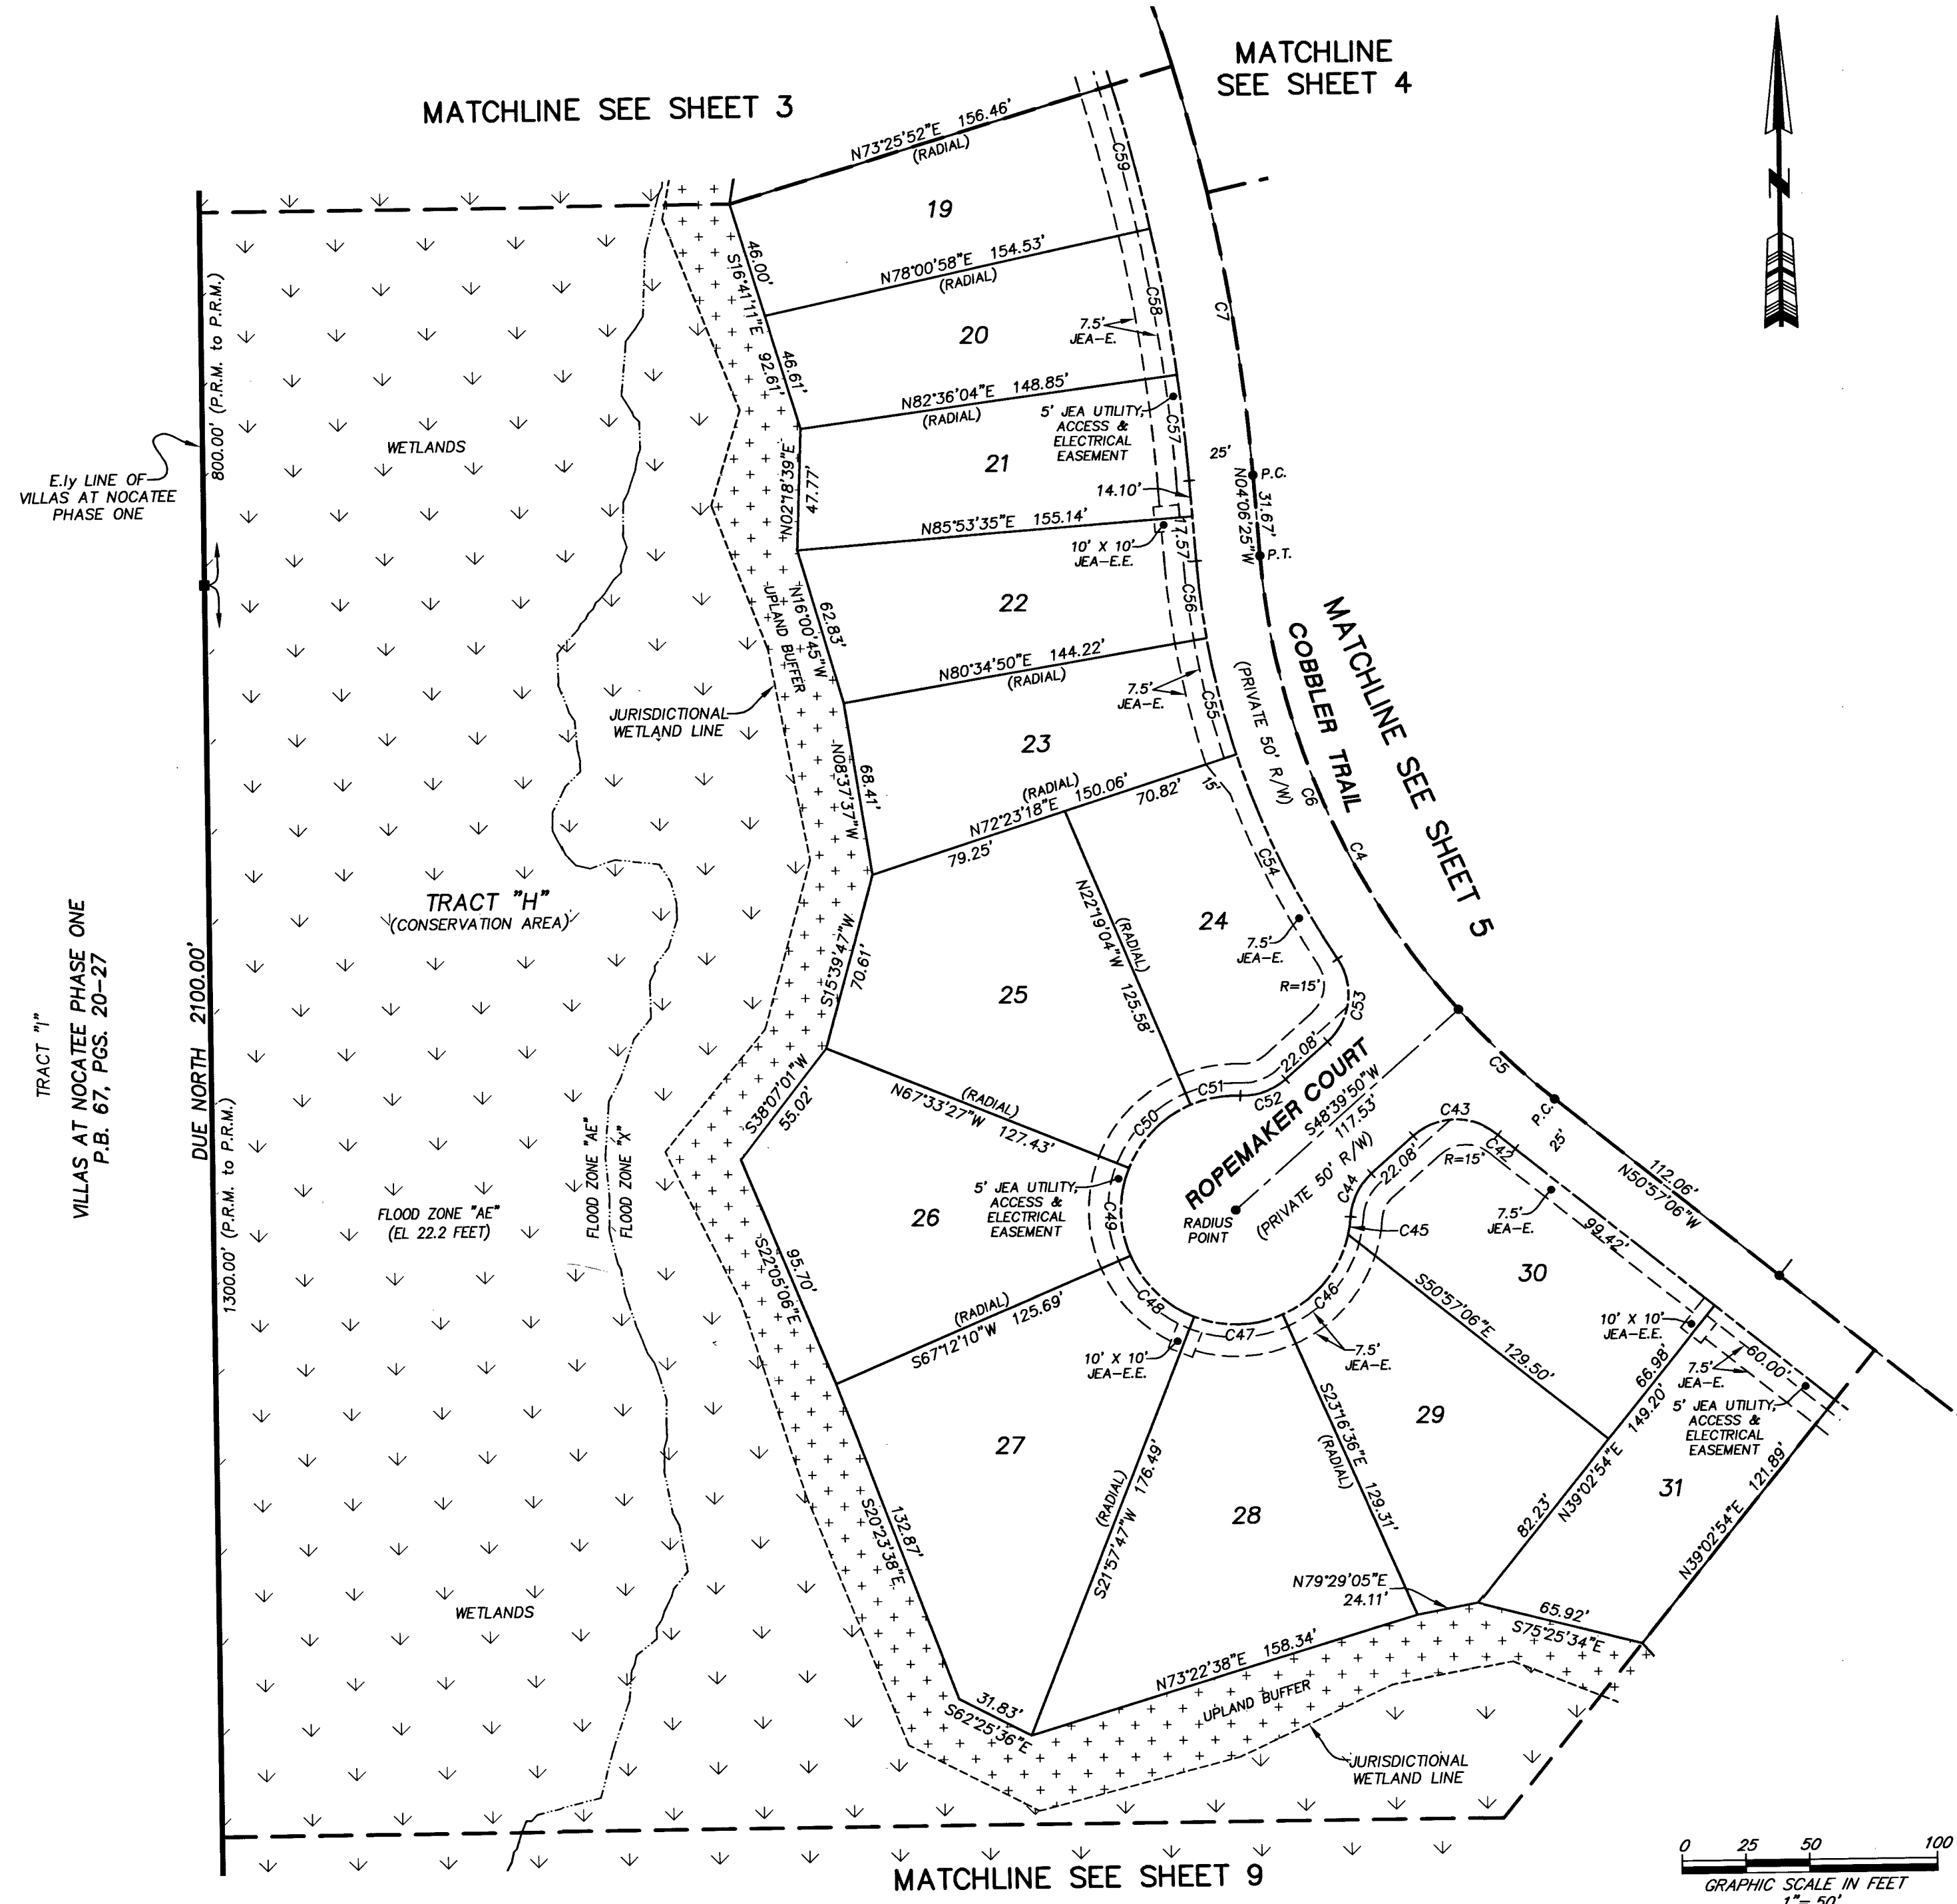 MATCHLINE SEE SHEET 3
MATCHLINE
SEE SHEET 4
N
N73°25'52"E 156.46'
(RADIAL)
C59
19
46.00'
S16°41'11"E
92.61'
46.61'
N78°00'58"E 154.53'
(RADIAL)
C58
C7
20
7.5'
JEA-E.
N82°36'04"E 148.85'
(RADIAL)
5' JEA UTILITY,
ACCESS &
ELECTRICAL
EASEMENT
C57
25'
P.C.
31.67'
N04°06'25"W
P.T.
21
N02°18'39"E
47.77'
14.10'
N85°53'35"E 155.14'
17.57'
10' X 10'
JEA-E.E.
C56
22
62.83'
N16°00'45"W
UPLAND BUFFER
N80°34'50"E 144.22'
(RADIAL)
7.5'
JEA-E.
C55
(PRIVATE 50' R/W)
COBBLER TRAIL
MATCHLINE SEE SHEET 5
C6
C4
23
68.41'
N08°37'37"W
(RADIAL)
N72°23'18"E 150.06'
79.25'
70.82'
15'
C54
24
7.5'
JEA-E.
R=15'
C53
N22°19'04"W
(RADIAL)
125.58'
25
S15°39'47"W
70.61'
S38°07'01"W
55.02'
(RADIAL)
N67°33'27"W 127.43'
C50
C51
C52
22.08'
ROPEMAKER COURT
S48°39'50"W
117.53'
(PRIVATE 50' R/W)
RADIUS
POINT
C5
P.C.
25'
C43
C42
R=15'
22.08'
C44
C45
112.06'
N50°57'06"W
7.5'
JEA-E.
99.42'
5' JEA UTILITY,
ACCESS &
ELECTRICAL
EASEMENT
C49
26
95.70'
S22°05'06"E
(RADIAL)
S67°12'10"W 125.69'
C48
C47
C46
7.5'
JEA-E.
10' X 10'
JEA-E.E.
30
S50°57'06"E
129.50'
10' X 10'
JEA-E.E.
66.98'
60.00'
7.5'
JEA-E.
5' JEA UTILITY,
ACCESS &
ELECTRICAL
EASEMENT
149.20'
N39°02'54"E
82.23'
31
121.89'
N39°02'54"E
29
S23°16'36"E
(RADIAL)
129.31'
28
27
(RADIAL)
S21°57'47"W 176.49'
132.87'
S20°23'38"E
N79°29'05"E
24.11'
65.92'
S75°25'34"E
N73°22'38"E 158.34'
UPLAND BUFFER
31.83'
S62°25'36"E
JURISDICTIONAL
WETLAND LINE
JURISDICTIONAL
WETLAND LINE
WETLANDS
800.00' (P.R.M. to P.R.M.)
E.ly LINE OF
VILLAS AT NOCATEE
PHASE ONE
TRACT "H"
(CONSERVATION AREA)
DUE NORTH 2100.00'
1300.00' (P.R.M. to P.R.M.)
TRACT "I"
VILLAS AT NOCATEE PHASE ONE
P.B. 67, PGS. 20-27
FLOOD ZONE "AE"
FLOOD ZONE "X"
FLOOD ZONE "AE"
(EL 22.2 FEET)
WETLANDS
MATCHLINE SEE SHEET 9
0 25 50 100
GRAPHIC SCALE IN FEET
1"= 50'